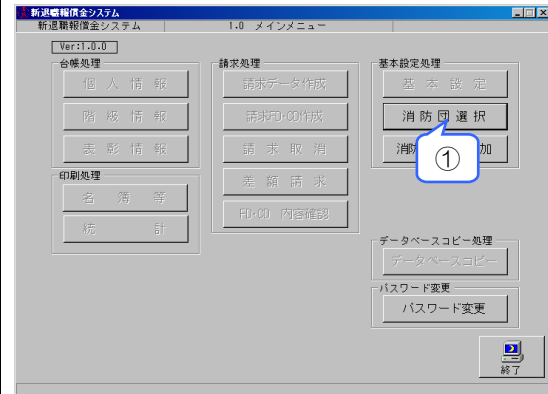 新退職報償金システム
新退職報償金システム 1.0 メインメニュー
Ver:1.0.0
台帳処理
個 人 情 報
階 級 情 報
表 彰 情 報
印刷処理
名 簿 等
統 計
請求処理
請求データ作成
請求FD・CD作成
請 求 取 消
差 額 請 求
FD・CD 内容確認
基本設定処理
基 本 設 定
消 防 団 選 択
消防
加
①
データベースコピー処理
データベースコピー
パスワード変更
パスワード変更
終了